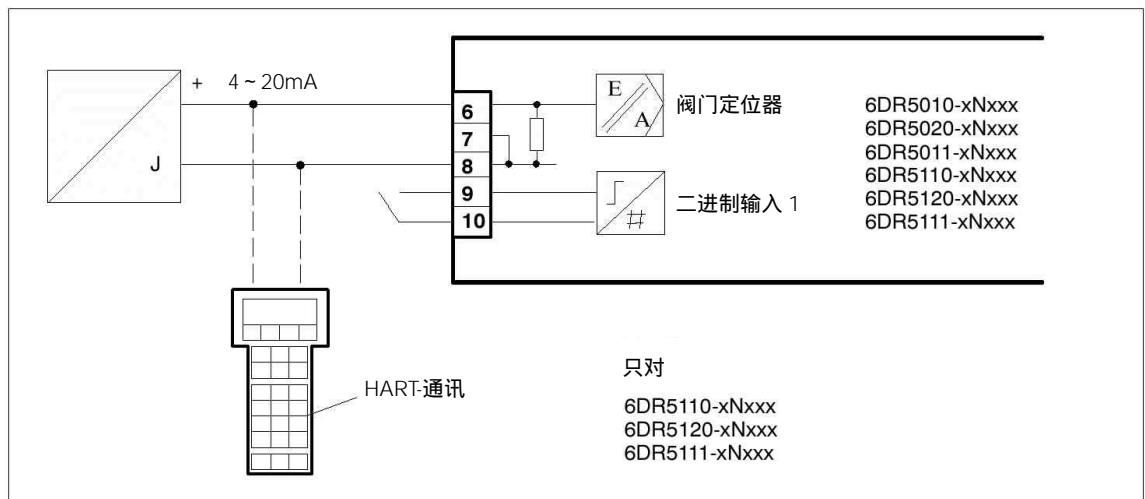 + 4~20mA
J
6
7
8
9
10
E
A
阀门定位器
二进制输入 1
6DR5010-xNxxx
6DR5020-xNxxx
6DR5011-xNxxx
6DR5110-xNxxx
6DR5120-xNxxx
6DR5111-xNxxx
HART-通讯
只对
6DR5110-xNxxx
6DR5120-xNxxx
6DR5111-xNxxx